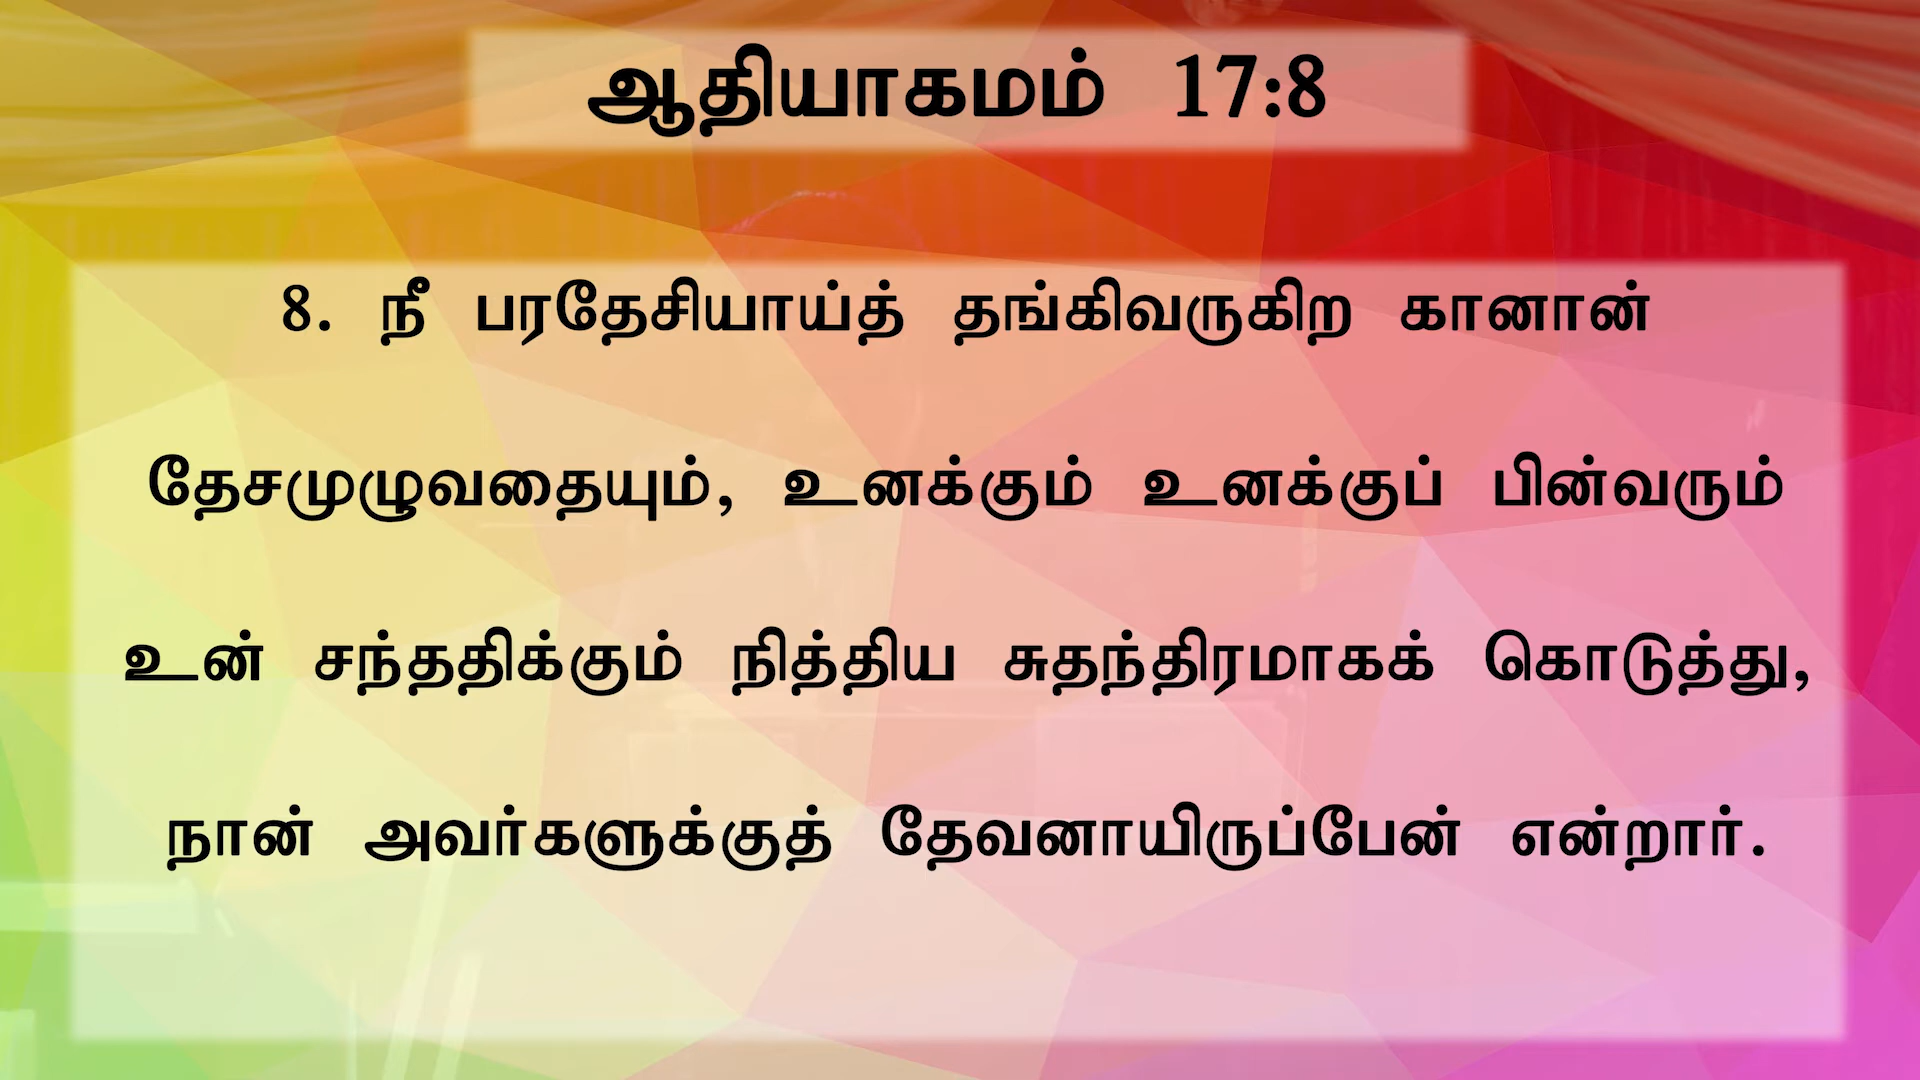 ஆதியாகமம் 17:8
8. நீ பரதேசியாய்த் தங்கிவருகிற கானான்
தேசமுழுவதையும், உனக்கும் உனக்குப் பின்வரும்
உன் சந்ததிக்கும் நித்திய சுதந்திரமாகக் கொடுத்து,
நான் அவர்களுக்குத் தேவனாயிருப்பேன் என்றார்.